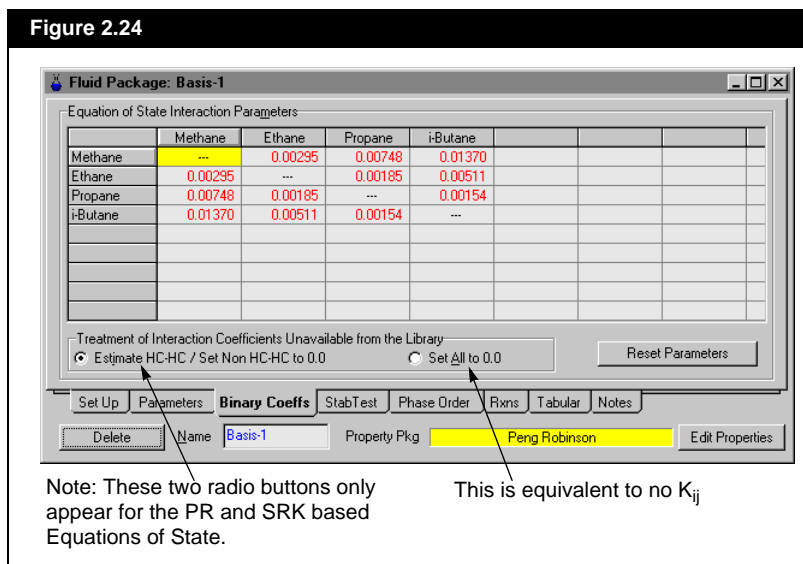 Figure 2.24
Fluid Package: Basis-1
Equation of State Interaction Parameters
Methane Ethane Propane i-Butane
Methane --- 0.00295 0.00748 0.01370
Ethane 0.00295 --- 0.00185 0.00511
Propane 0.00748 0.00185 --- 0.00154
i-Butane 0.01370 0.00511 0.00154 ---
Treatment of Interaction Coefficients Unavailable from the Library
Estimate HC-HC / Set Non HC-HC to 0.0 Set All to 0.0 Reset Parameters
Set Up Parameters Binary Coeffs StabTest Phase Order Rxns Tabular Notes
Delete Name Basis-1 Property Pkg Peng Robinson Edit Properties
Note: These two radio buttons only
appear for the PR and SRK based
Equations of State.
This is equivalent to no Kij